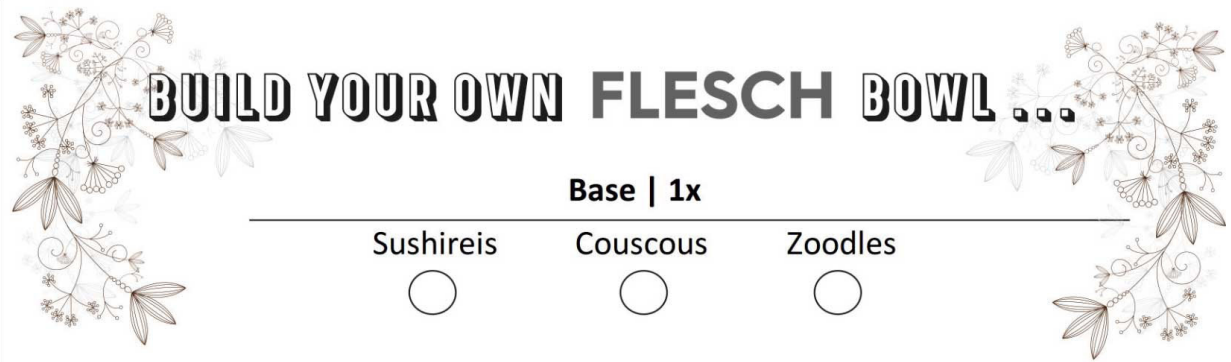 BUILD YOUR OWN FLESCH BOWL ...
Base | 1x
Sushireis Couscous Zoodles